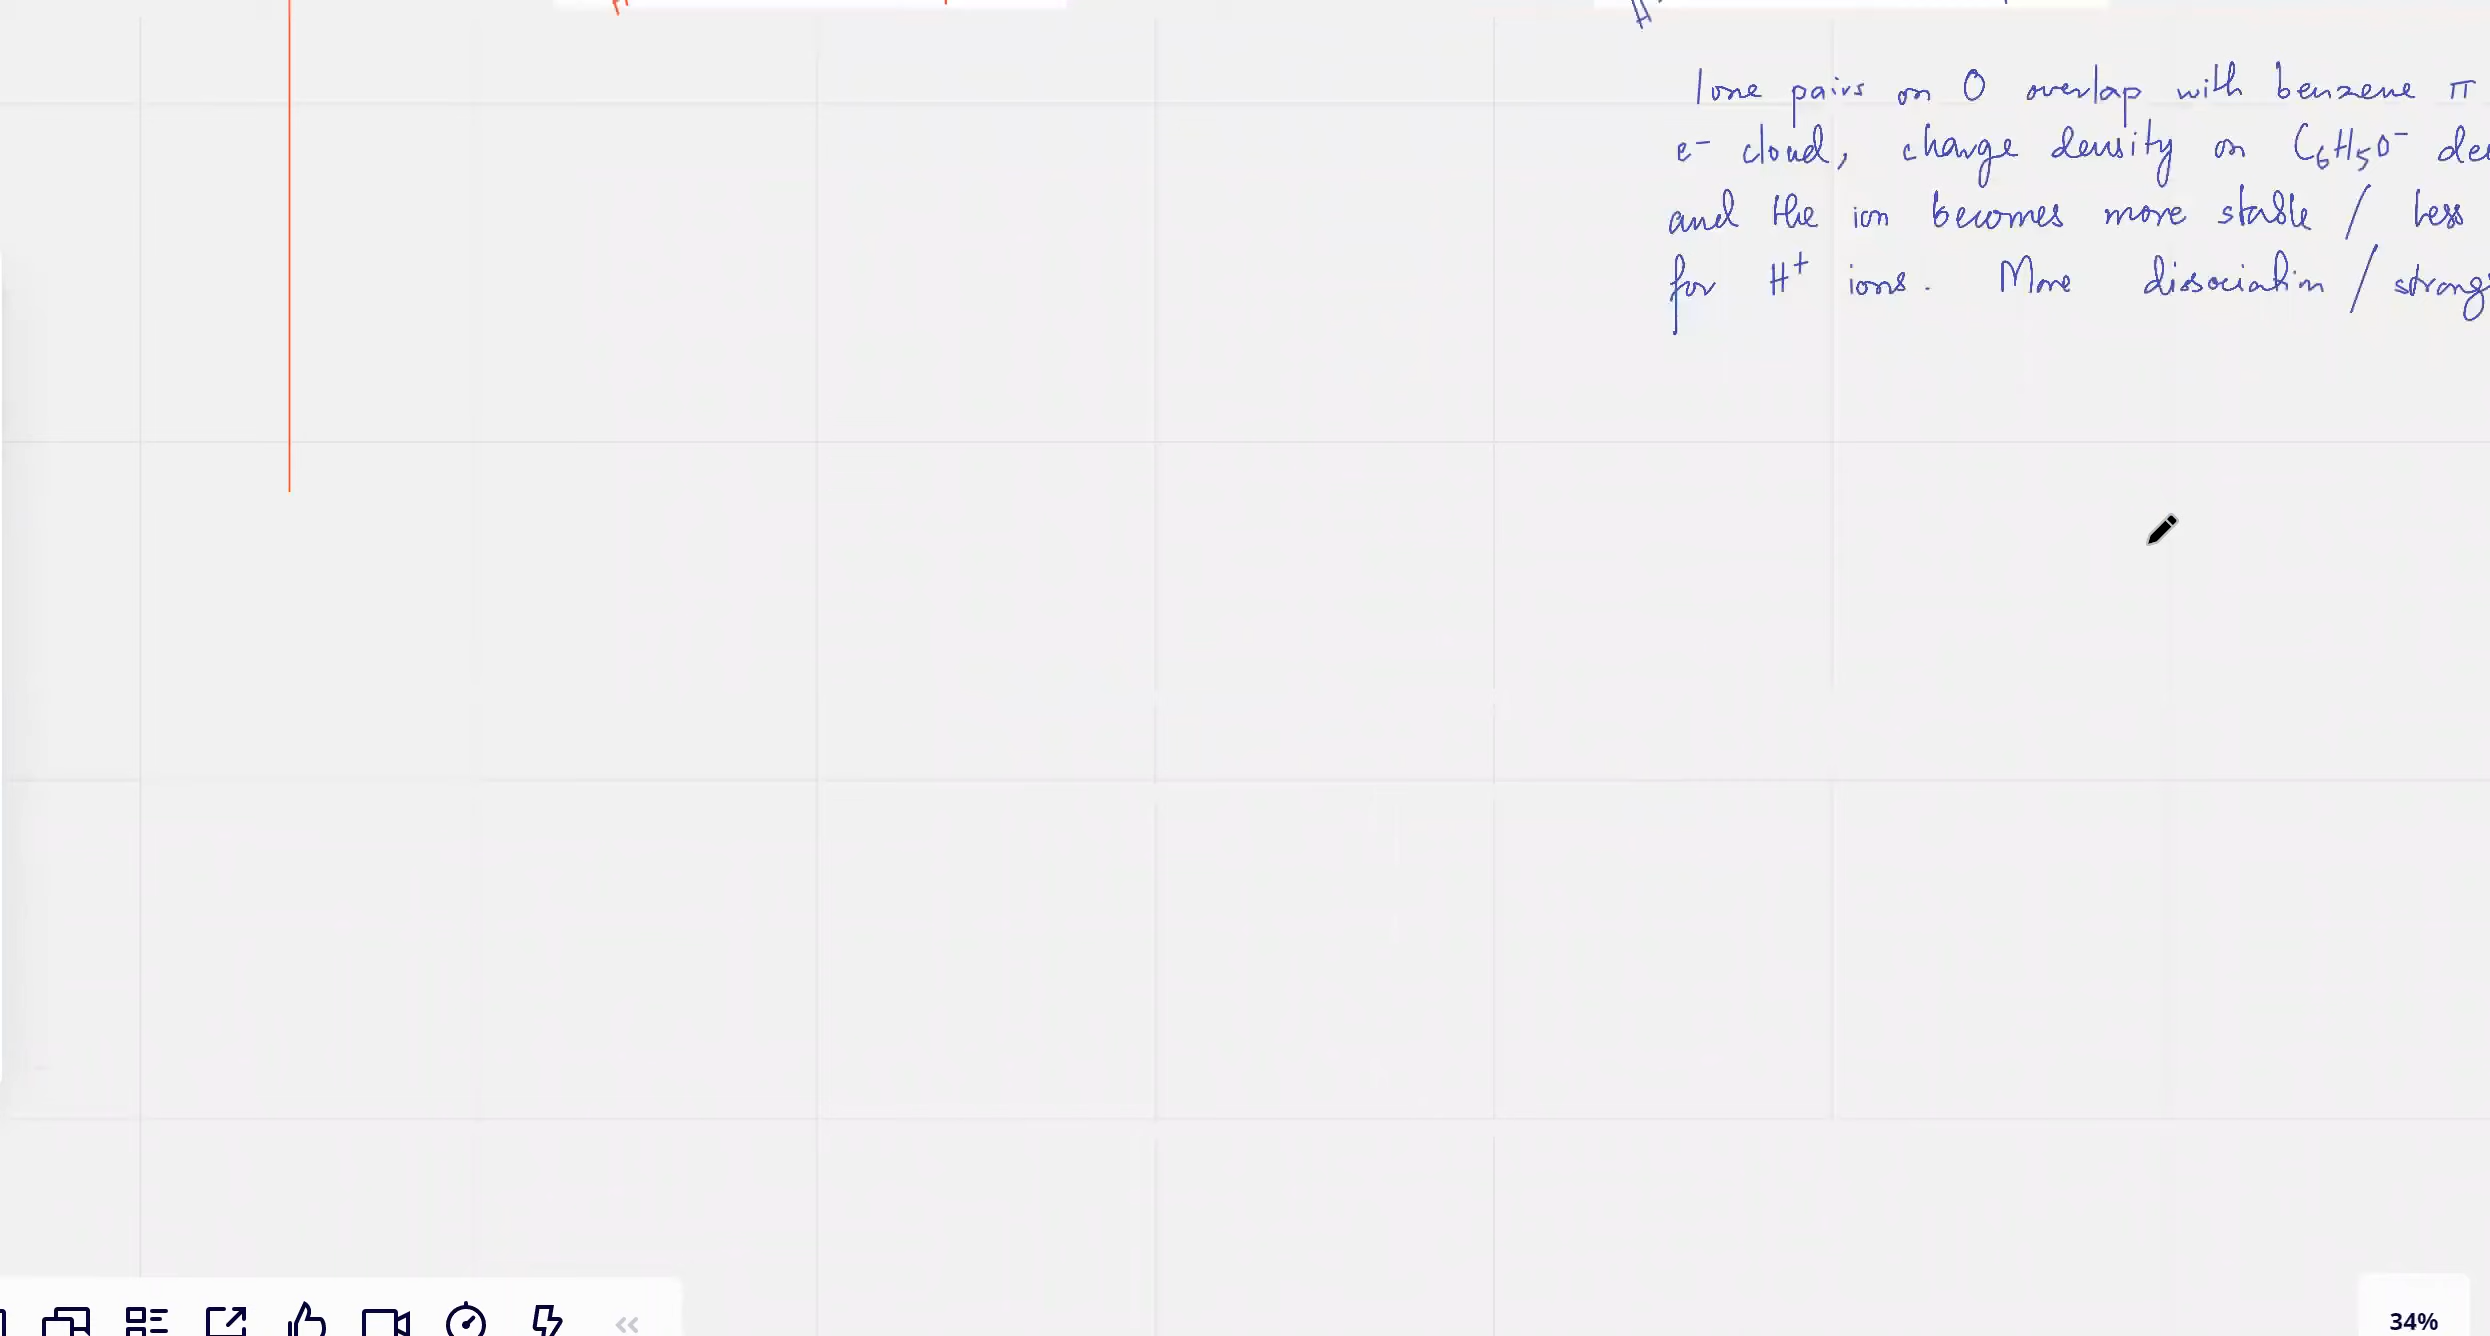 lone pairs on O overlap with benzene π
e⁻ cloud, charge density on C₆H₅O⁻
and the ion becomes more stable / less
for H⁺ ions. More dissociation /
34%